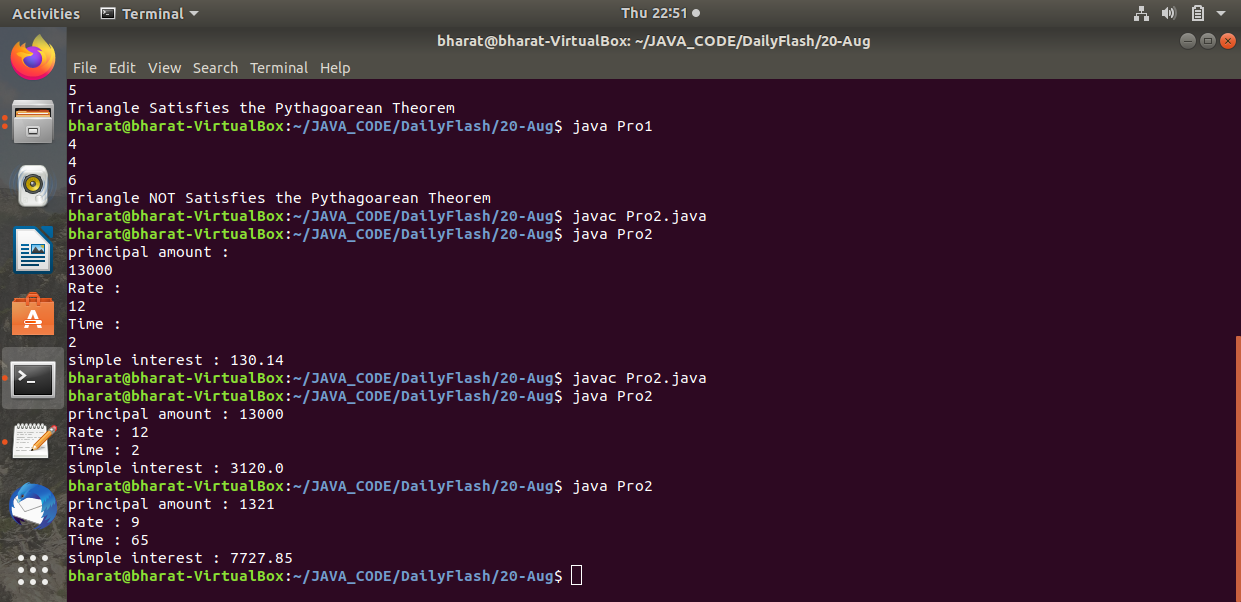 Activities Terminal Thu 22:51
bharat@bharat-VirtualBox: ~/JAVA_CODE/DailyFlash/20-Aug
File Edit View Search Terminal Help
5
Triangle Satisfies the Pythagoarean Theorem
bharat@bharat-VirtualBox:~/JAVA_CODE/DailyFlash/20-Aug$ java Pro1
4
4
6
Triangle NOT Satisfies the Pythagoarean Theorem
bharat@bharat-VirtualBox:~/JAVA_CODE/DailyFlash/20-Aug$ javac Pro2.java
bharat@bharat-VirtualBox:~/JAVA_CODE/DailyFlash/20-Aug$ java Pro2
principal amount :
13000
Rate :
12
Time :
2
simple interest : 130.14
bharat@bharat-VirtualBox:~/JAVA_CODE/DailyFlash/20-Aug$ javac Pro2.java
bharat@bharat-VirtualBox:~/JAVA_CODE/DailyFlash/20-Aug$ java Pro2
principal amount : 13000
Rate : 12
Time : 2
simple interest : 3120.0
bharat@bharat-VirtualBox:~/JAVA_CODE/DailyFlash/20-Aug$ java Pro2
principal amount : 1321
Rate : 9
Time : 65
simple interest : 7727.85
bharat@bharat-VirtualBox:~/JAVA_CODE/DailyFlash/20-Aug$